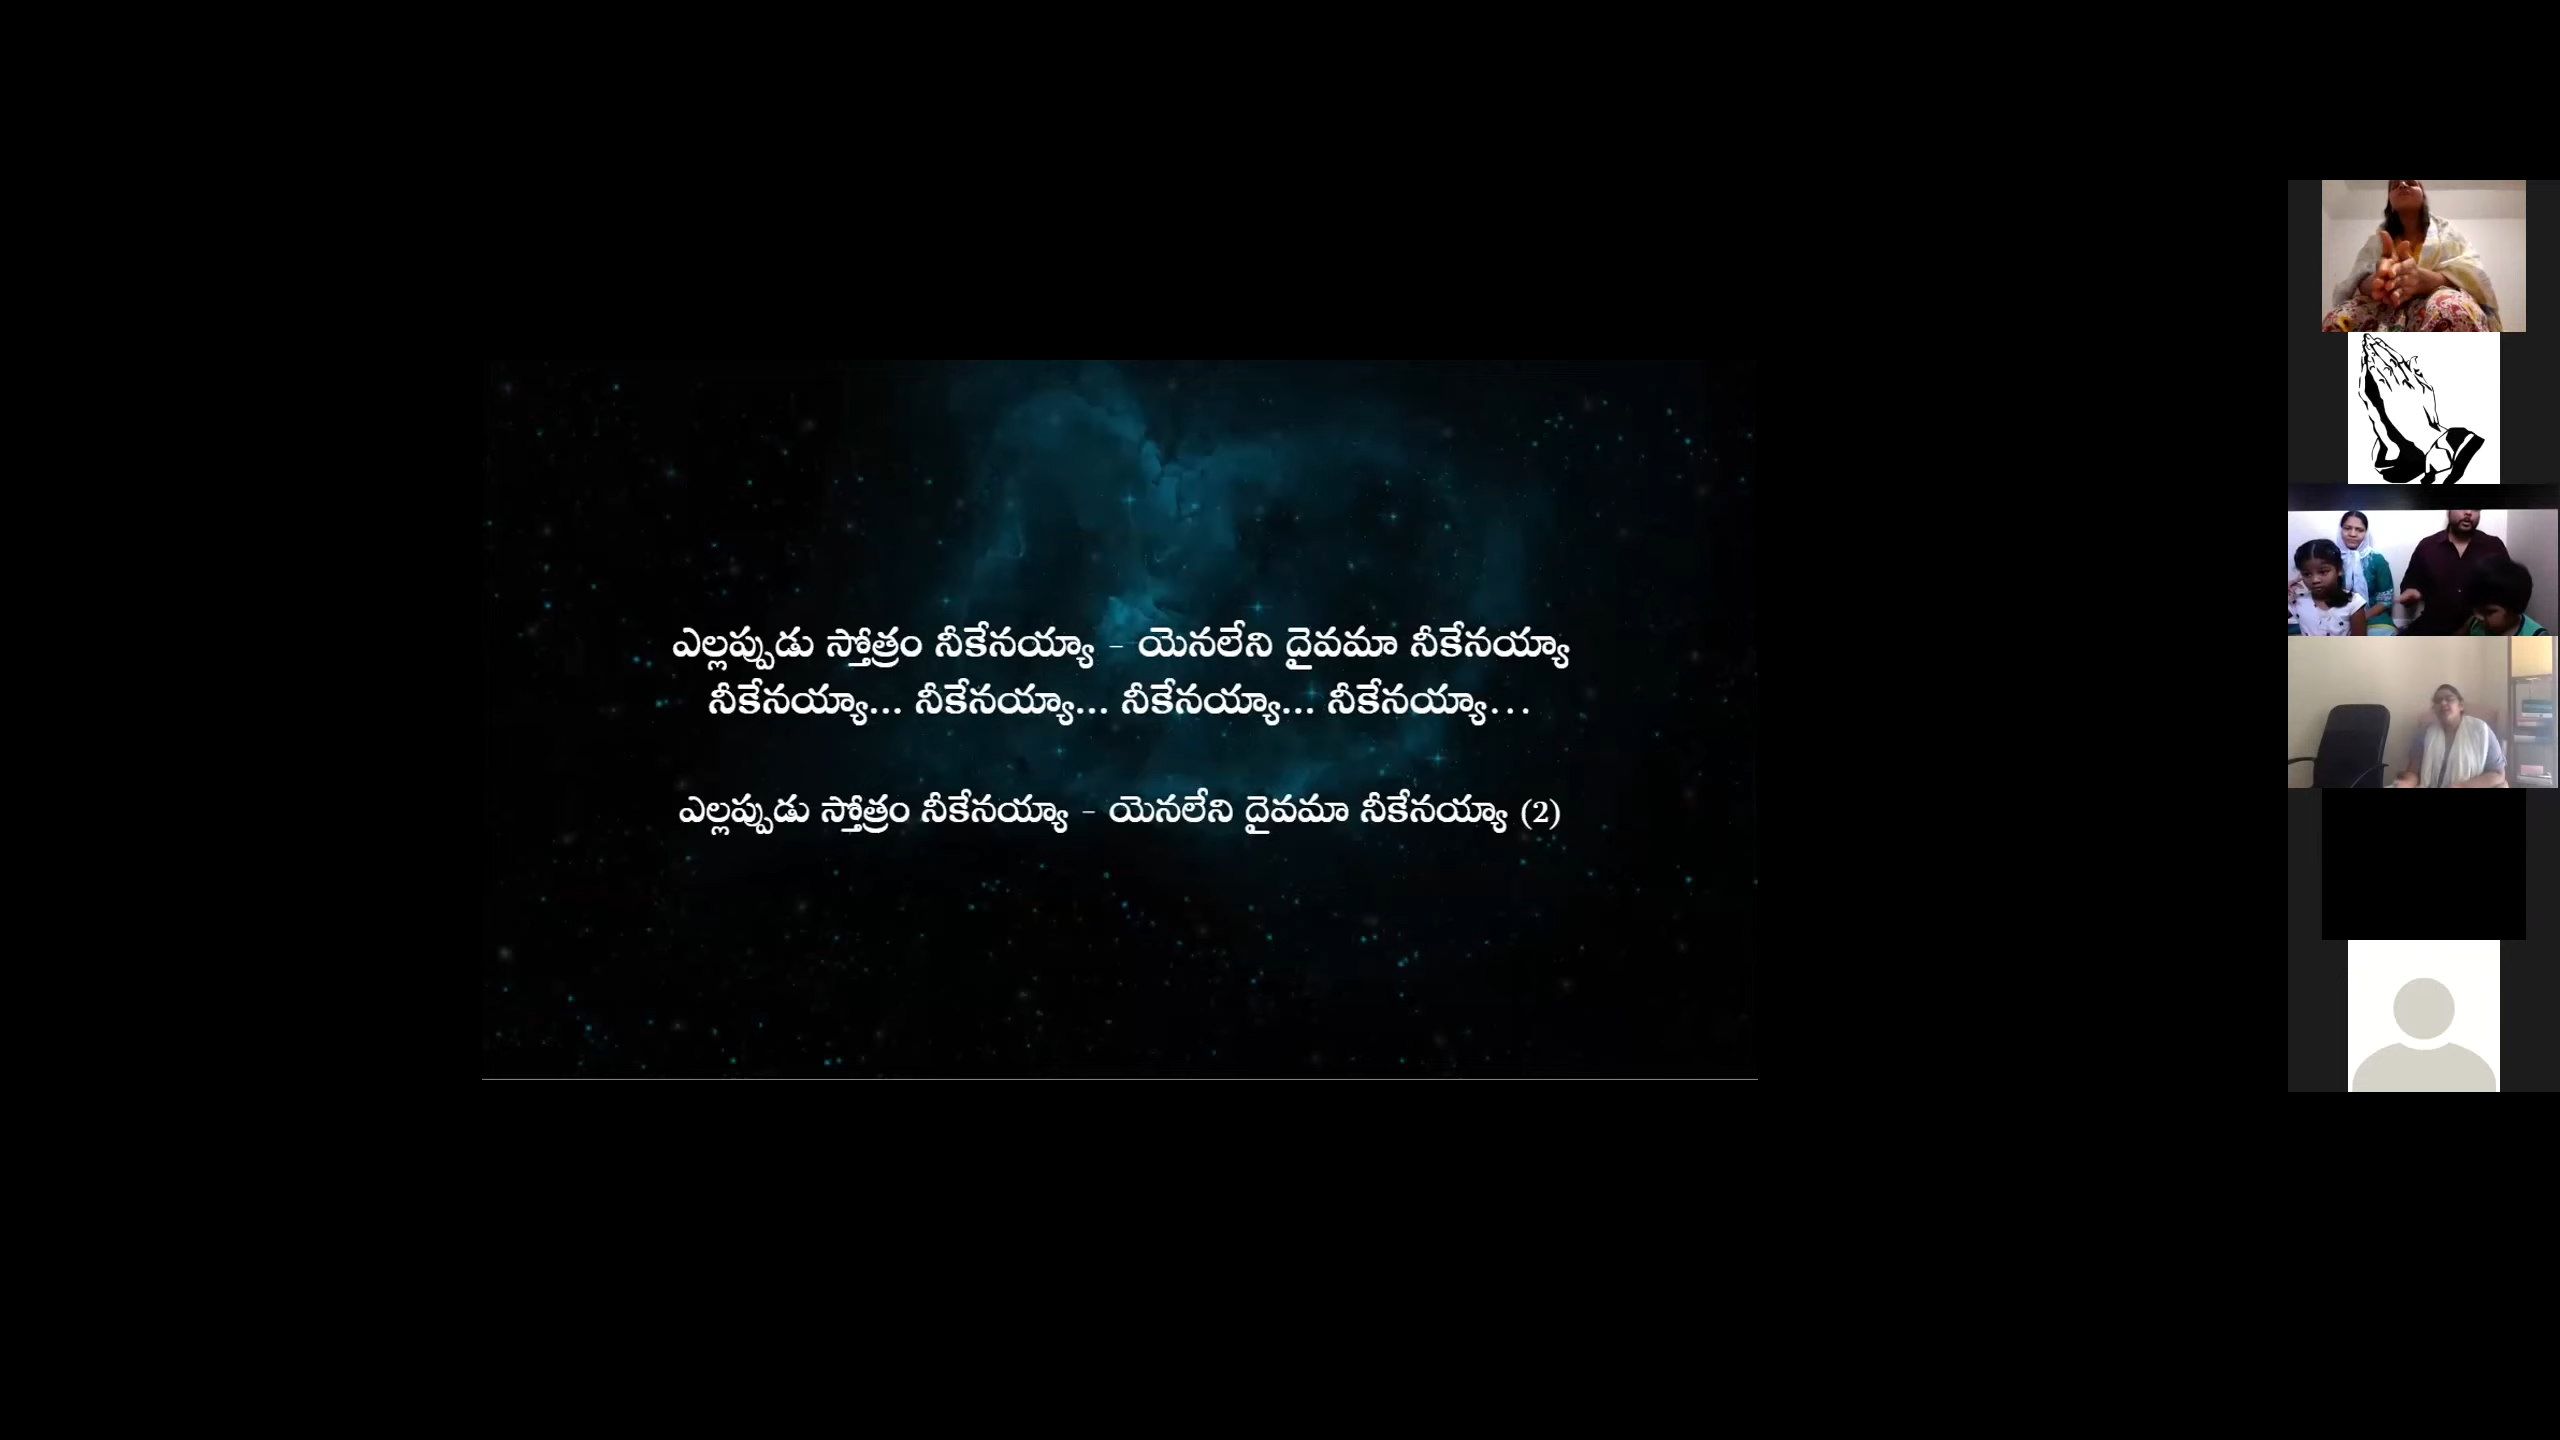 ఎల్లప్పుడు స్తోత్రం నీకేనయ్యా - యెనలేని దైవమా నీకేనయ్యా
నీకేనయ్యా... నీకేనయ్యా... నీకేనయ్యా... నీకేనయ్యా...
ఎల్లప్పుడు స్తోత్రం నీకేనయ్యా - యెనలేని దైవమా నీకేనయ్యా (2)